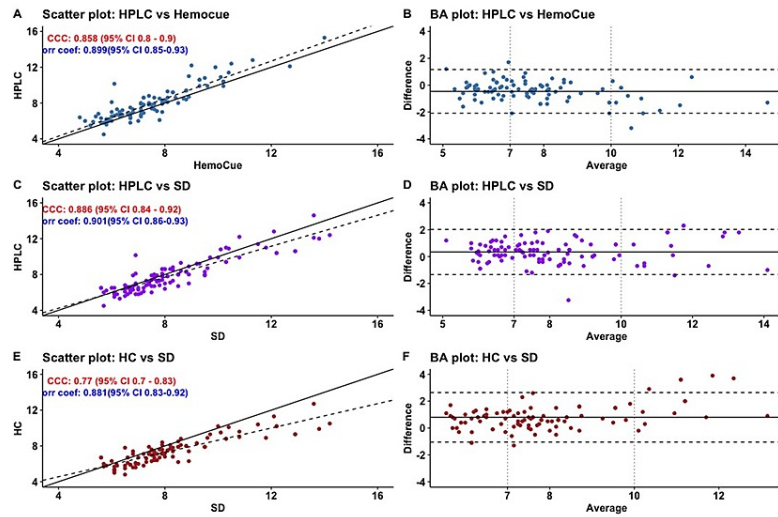 A Scatter plot: HPLC vs Hemocue
CCC: 0.858 (95% CI 0.8 - 0.9)
orr coef: 0.899(95% CI 0.85-0.93)
HPLC
16
12
8
4
4 8 12 16
HemoCue
B BA plot: HPLC vs HemoCue
Difference
4
2
0
-2
-4
5 7 8 10 12 14
Average
C Scatter plot: HPLC vs SD
CCC: 0.886 (95% CI 0.84 - 0.92)
orr coef: 0.901(95% CI 0.86-0.93)
HPLC
16
12
8
4
4 8 12 16
SD
D BA plot: HPLC vs SD
Difference
4
2
0
-2
-4
5 7 8 10 12 14
Average
E Scatter plot: HC vs SD
CCC: 0.77 (95% CI 0.7 - 0.83)
orr coef: 0.881(95% CI 0.83-0.92)
HC
16
12
8
4
4 8 12 16
SD
F BA plot: HC vs SD
Difference
4
2
0
-2
-4
7 8 10 12
Average